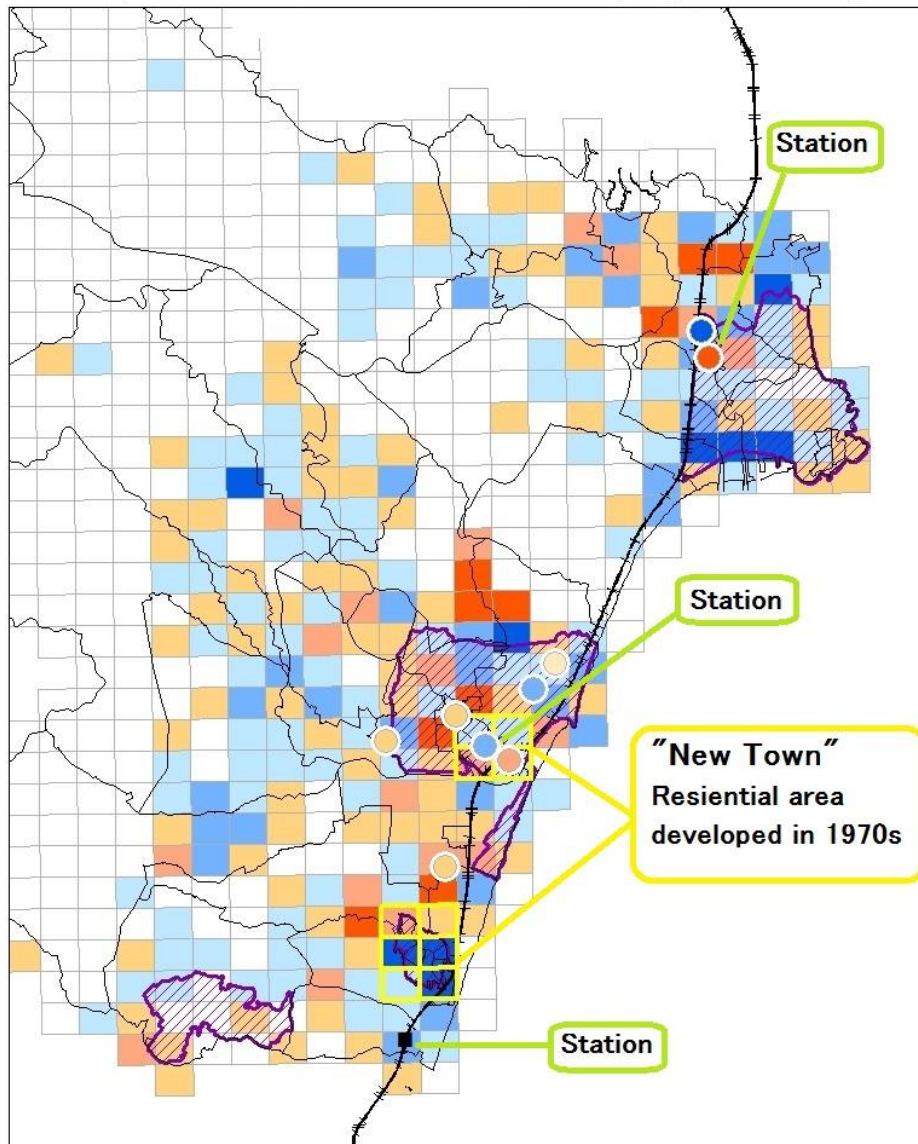 Station
Station
"New Town"
Resiential area
developed in 1970s
Station